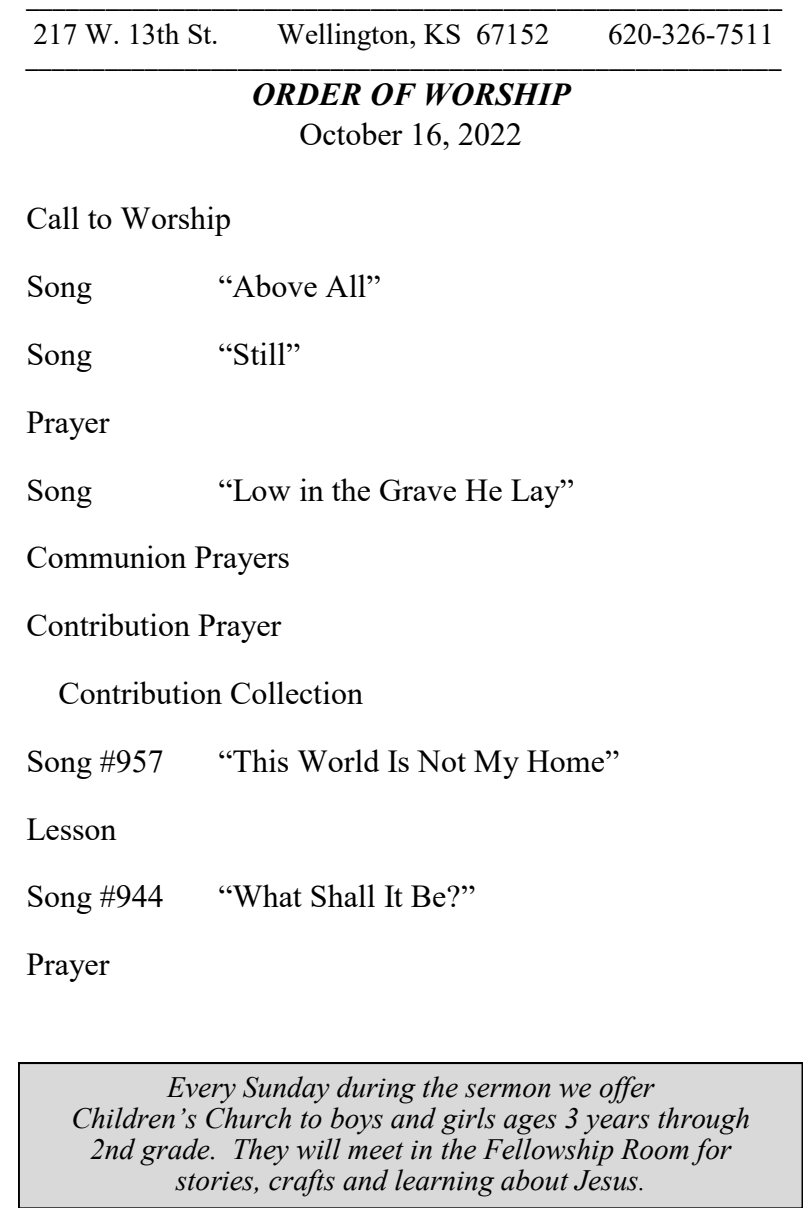 217 W. 13th St. Wellington, KS 67152 620-326-7511
ORDER OF WORSHIP
October 16, 2022
Call to Worship
Song “Above All”
Song “Still”
Prayer
Song “Low in the Grave He Lay”
Communion Prayers
Contribution Prayer
Contribution Collection
Song #957 “This World Is Not My Home”
Lesson
Song #944 “What Shall It Be?”
Prayer
Every Sunday during the sermon we offer
Children’s Church to boys and girls ages 3 years through
2nd grade. They will meet in the Fellowship Room for
stories, crafts and learning about Jesus.